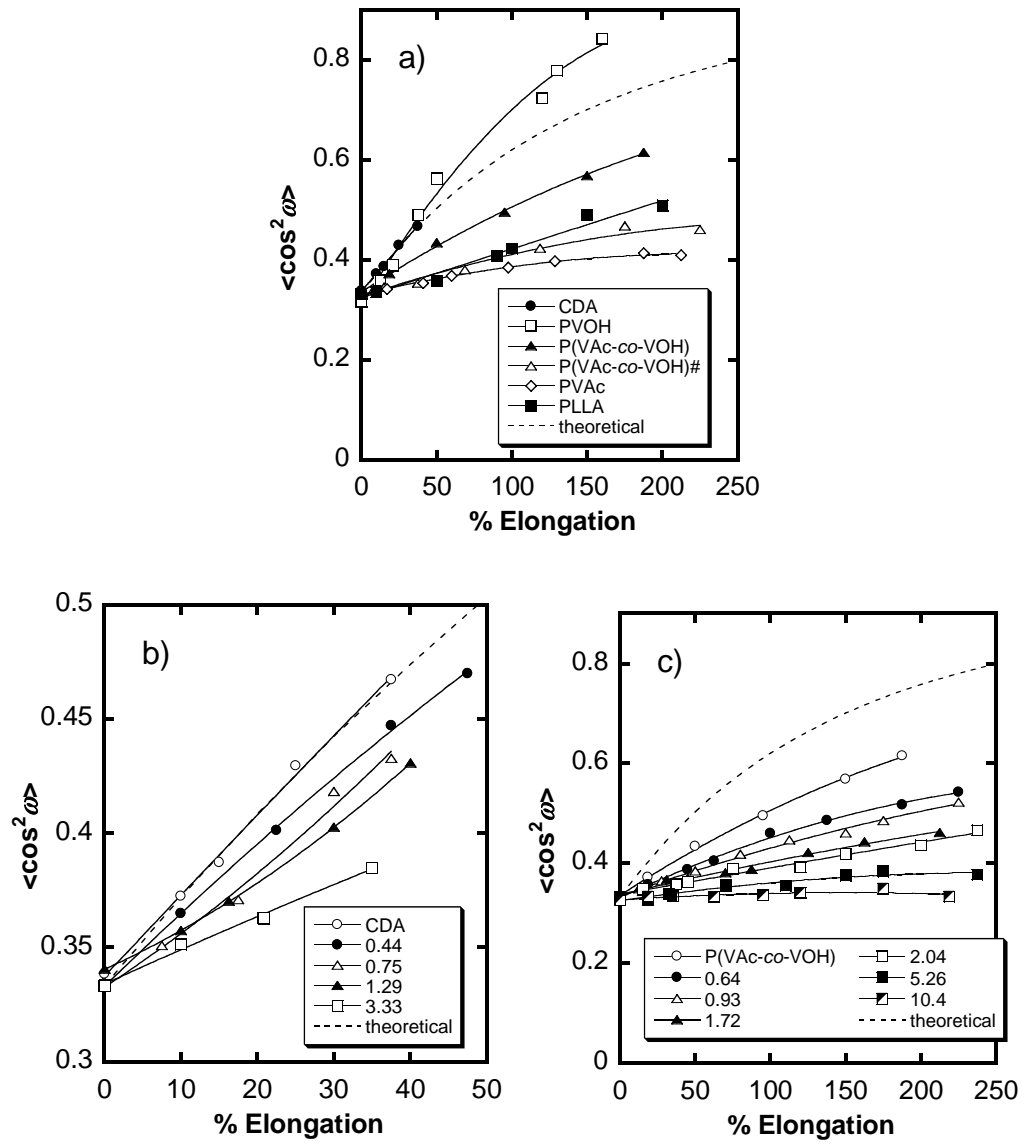 a)
<cos²ω>
0.8
0.6
0.4
0.2
0
CDA
PVOH
P(VAc-co-VOH)
P(VAc-co-VOH)#
PVAc
PLLA
theoretical
0 50 100 150 200 250
% Elongation
b)
<cos²ω>
0.5
0.45
0.4
0.35
0.3
CDA
0.44
0.75
1.29
3.33
theoretical
0 10 20 30 40 50
% Elongation
c)
<cos²ω>
0.8
0.6
0.4
0.2
0
P(VAc-co-VOH) 2.04
0.64 5.26
0.93 10.4
1.72 theoretical
0 50 100 150 200 250
% Elongation